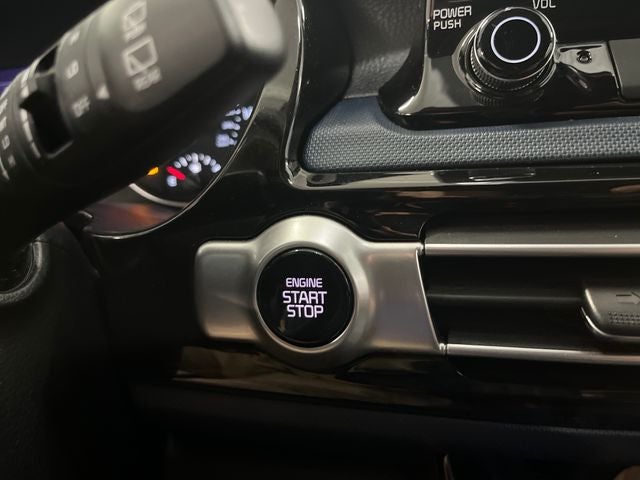 POWER
PUSH
VOL
ENGINE
START
STOP